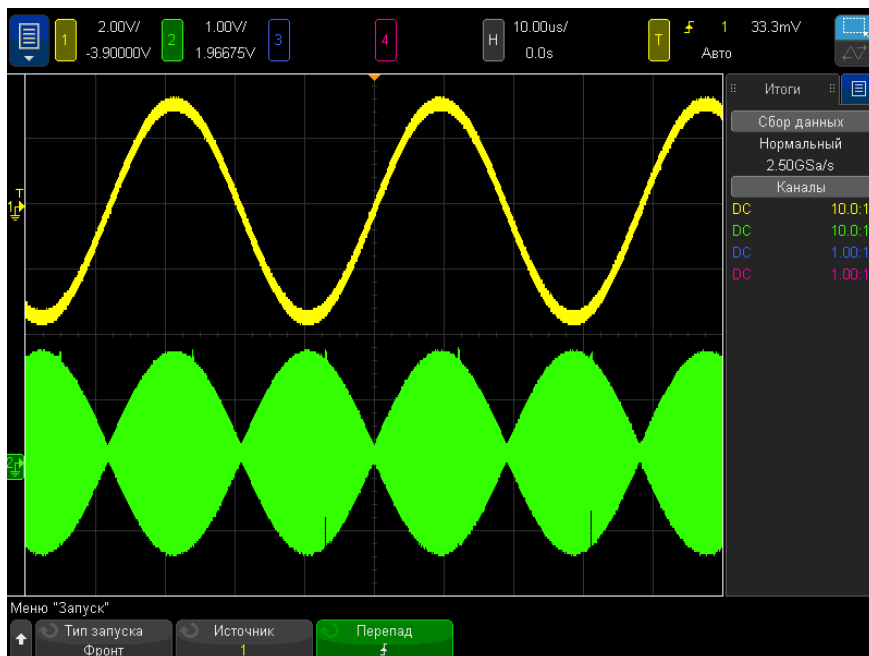 1 2.00V/ -3.90000V
2 1.00V/ 1.96675V
3
4
H 10.00us/ 0.0s
T 1 33.3mV
Авто
Итоги
Сбор данных
Нормальный
2.50GSa/s
Каналы
DC 10.0:1
DC 10.0:1
DC 1.00:1
DC 1.00:1
T
1
2
Меню "Запуск"
Тип запуска
Фронт
Источник
1
Перепад